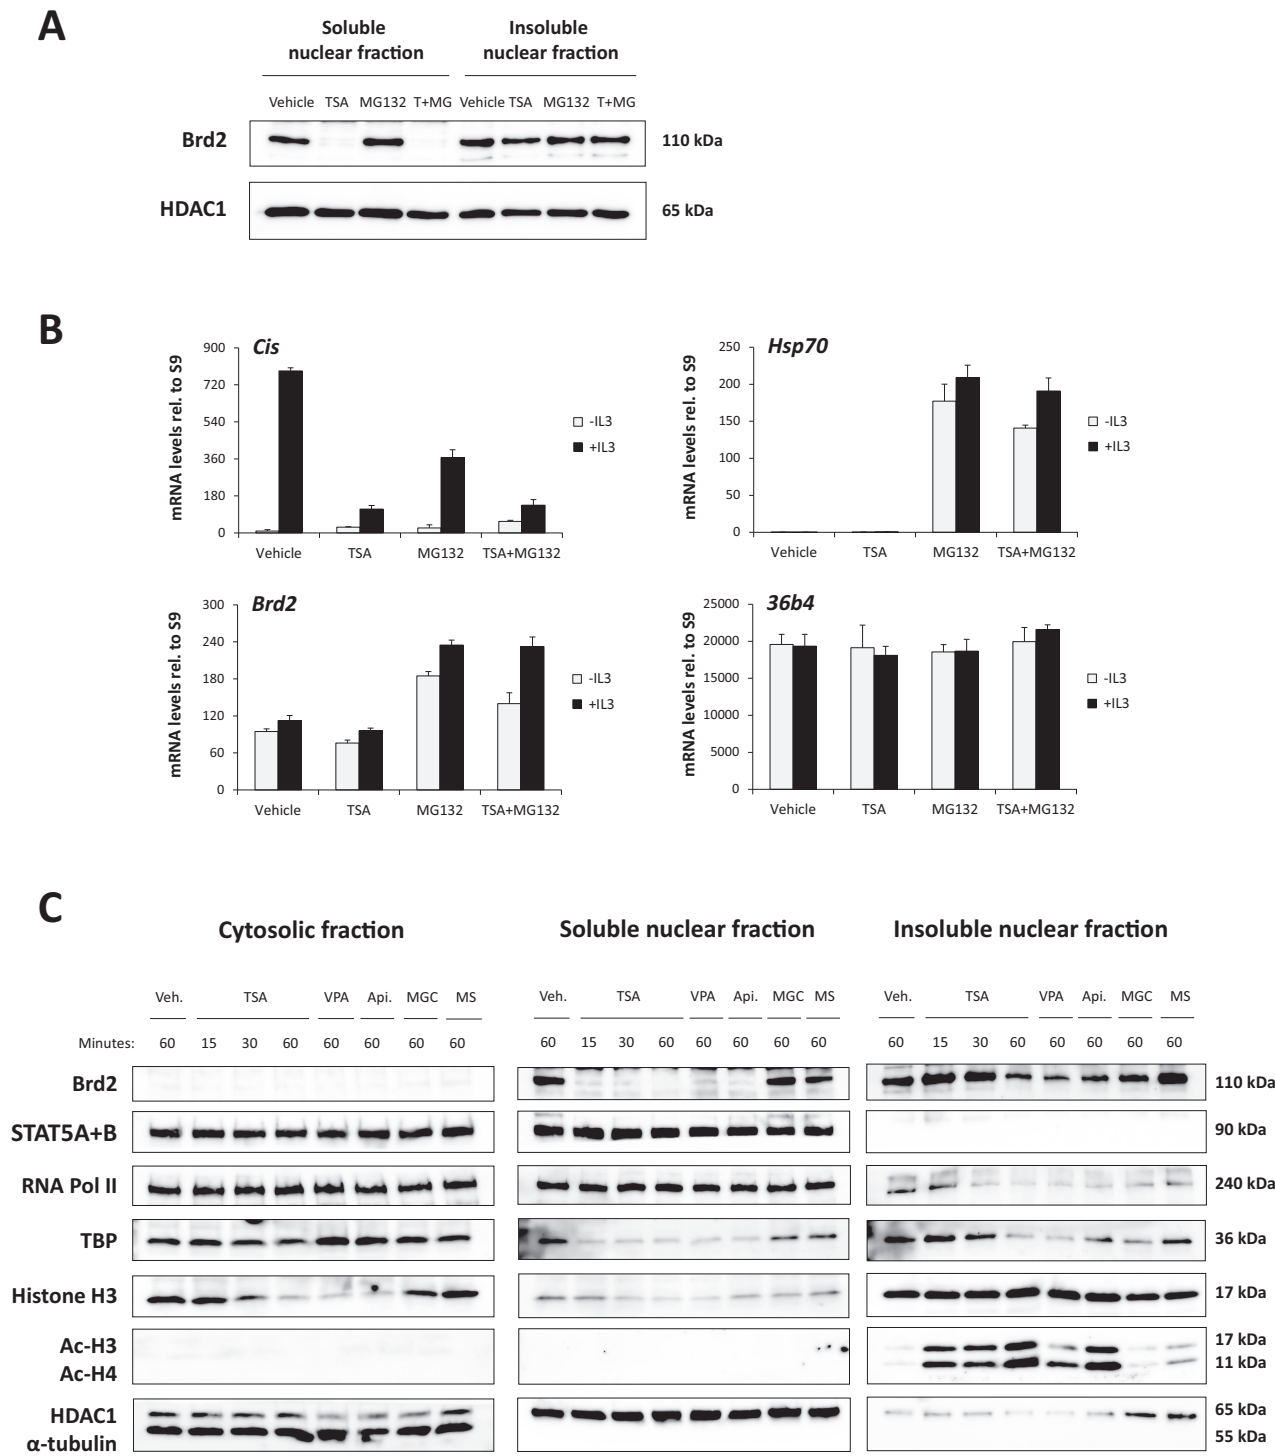 A
Soluble nuclear fraction
Insoluble nuclear fraction
Vehicle TSA MG132 T+MG Vehicle TSA MG132 T+MG
Brd2 110 kDa
HDAC1 65 kDa
B
Cis
mRNA levels rel. to S9
900
720
540
360
180
0
Vehicle TSA MG132 TSA+MG132
-IL3
+IL3
Hsp70
mRNA levels rel. to S9
250
200
150
100
50
0
Vehicle TSA MG132 TSA+MG132
-IL3
+IL3
Brd2
mRNA levels rel. to S9
300
240
180
120
60
0
Vehicle TSA MG132 TSA+MG132
-IL3
+IL3
36b4
mRNA levels rel. to S9
25000
20000
15000
10000
5000
0
Vehicle TSA MG132 TSA+MG132
-IL3
+IL3
C
Cytosolic fraction Soluble nuclear fraction Insoluble nuclear fraction
Veh. TSA VPA Api. MGC MS Veh. TSA VPA Api. MGC MS Veh. TSA VPA Api. MGC MS
Minutes: 60 15 30 60 60 60 60 60 60 15 30 60 60 60 60 60 60 15 30 60 60 60 60 60
Brd2 110 kDa
STAT5A+B 90 kDa
RNA Pol II 240 kDa
TBP 36 kDa
Histone H3 17 kDa
Ac-H3 17 kDa
Ac-H4 11 kDa
HDAC1 65 kDa
α-tubulin 55 kDa